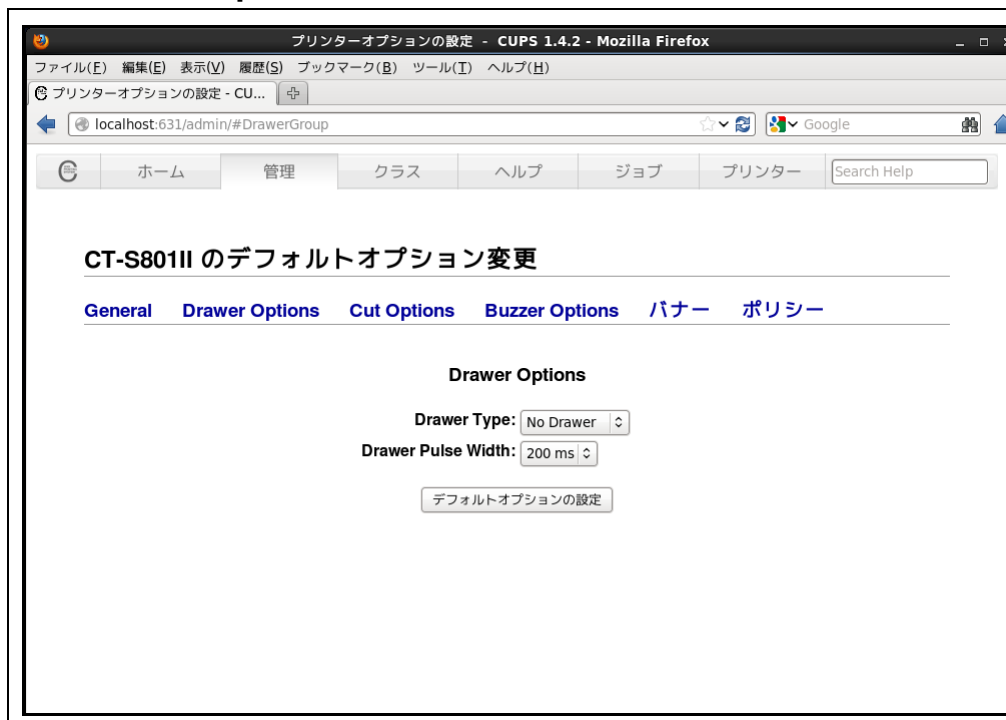 プリンターオプションの設定 - CUPS 1.4.2 - Mozilla Firefox
ファイル(F) 編集(E) 表示(V) 履歴(S) ブックマーク(B) ツール(T) ヘルプ(H)
プリンターオプションの設定 - CU...
localhost:631/admin/#DrawerGroup Google
ホーム 管理 クラス ヘルプ ジョブ プリンター Search Help
CT-S801II のデフォルトオプション変更
General Drawer Options Cut Options Buzzer Options バナー ポリシー
Drawer Options
Drawer Type: No Drawer
Drawer Pulse Width: 200 ms
デフォルトオプションの設定